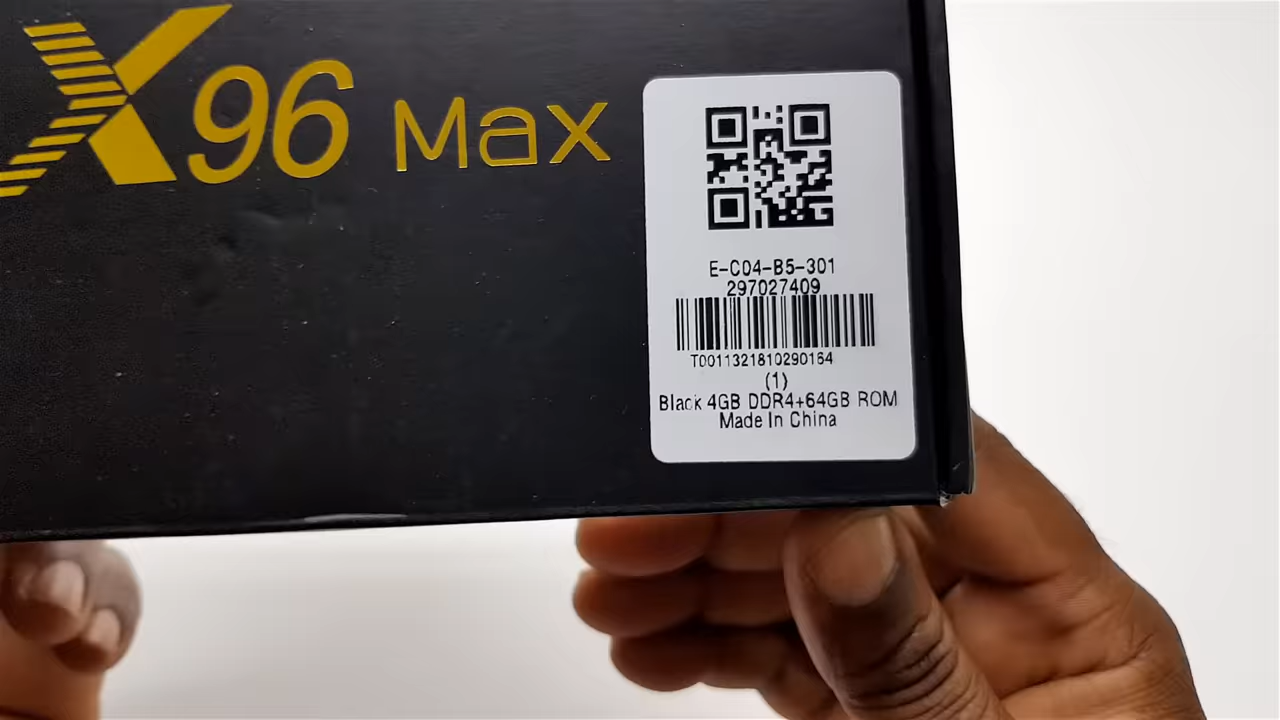 X96 Max
E-C04-B5-301
297027409
T0011321810290164
(1)
Black 4GB DDR4+64GB ROM
Made In China